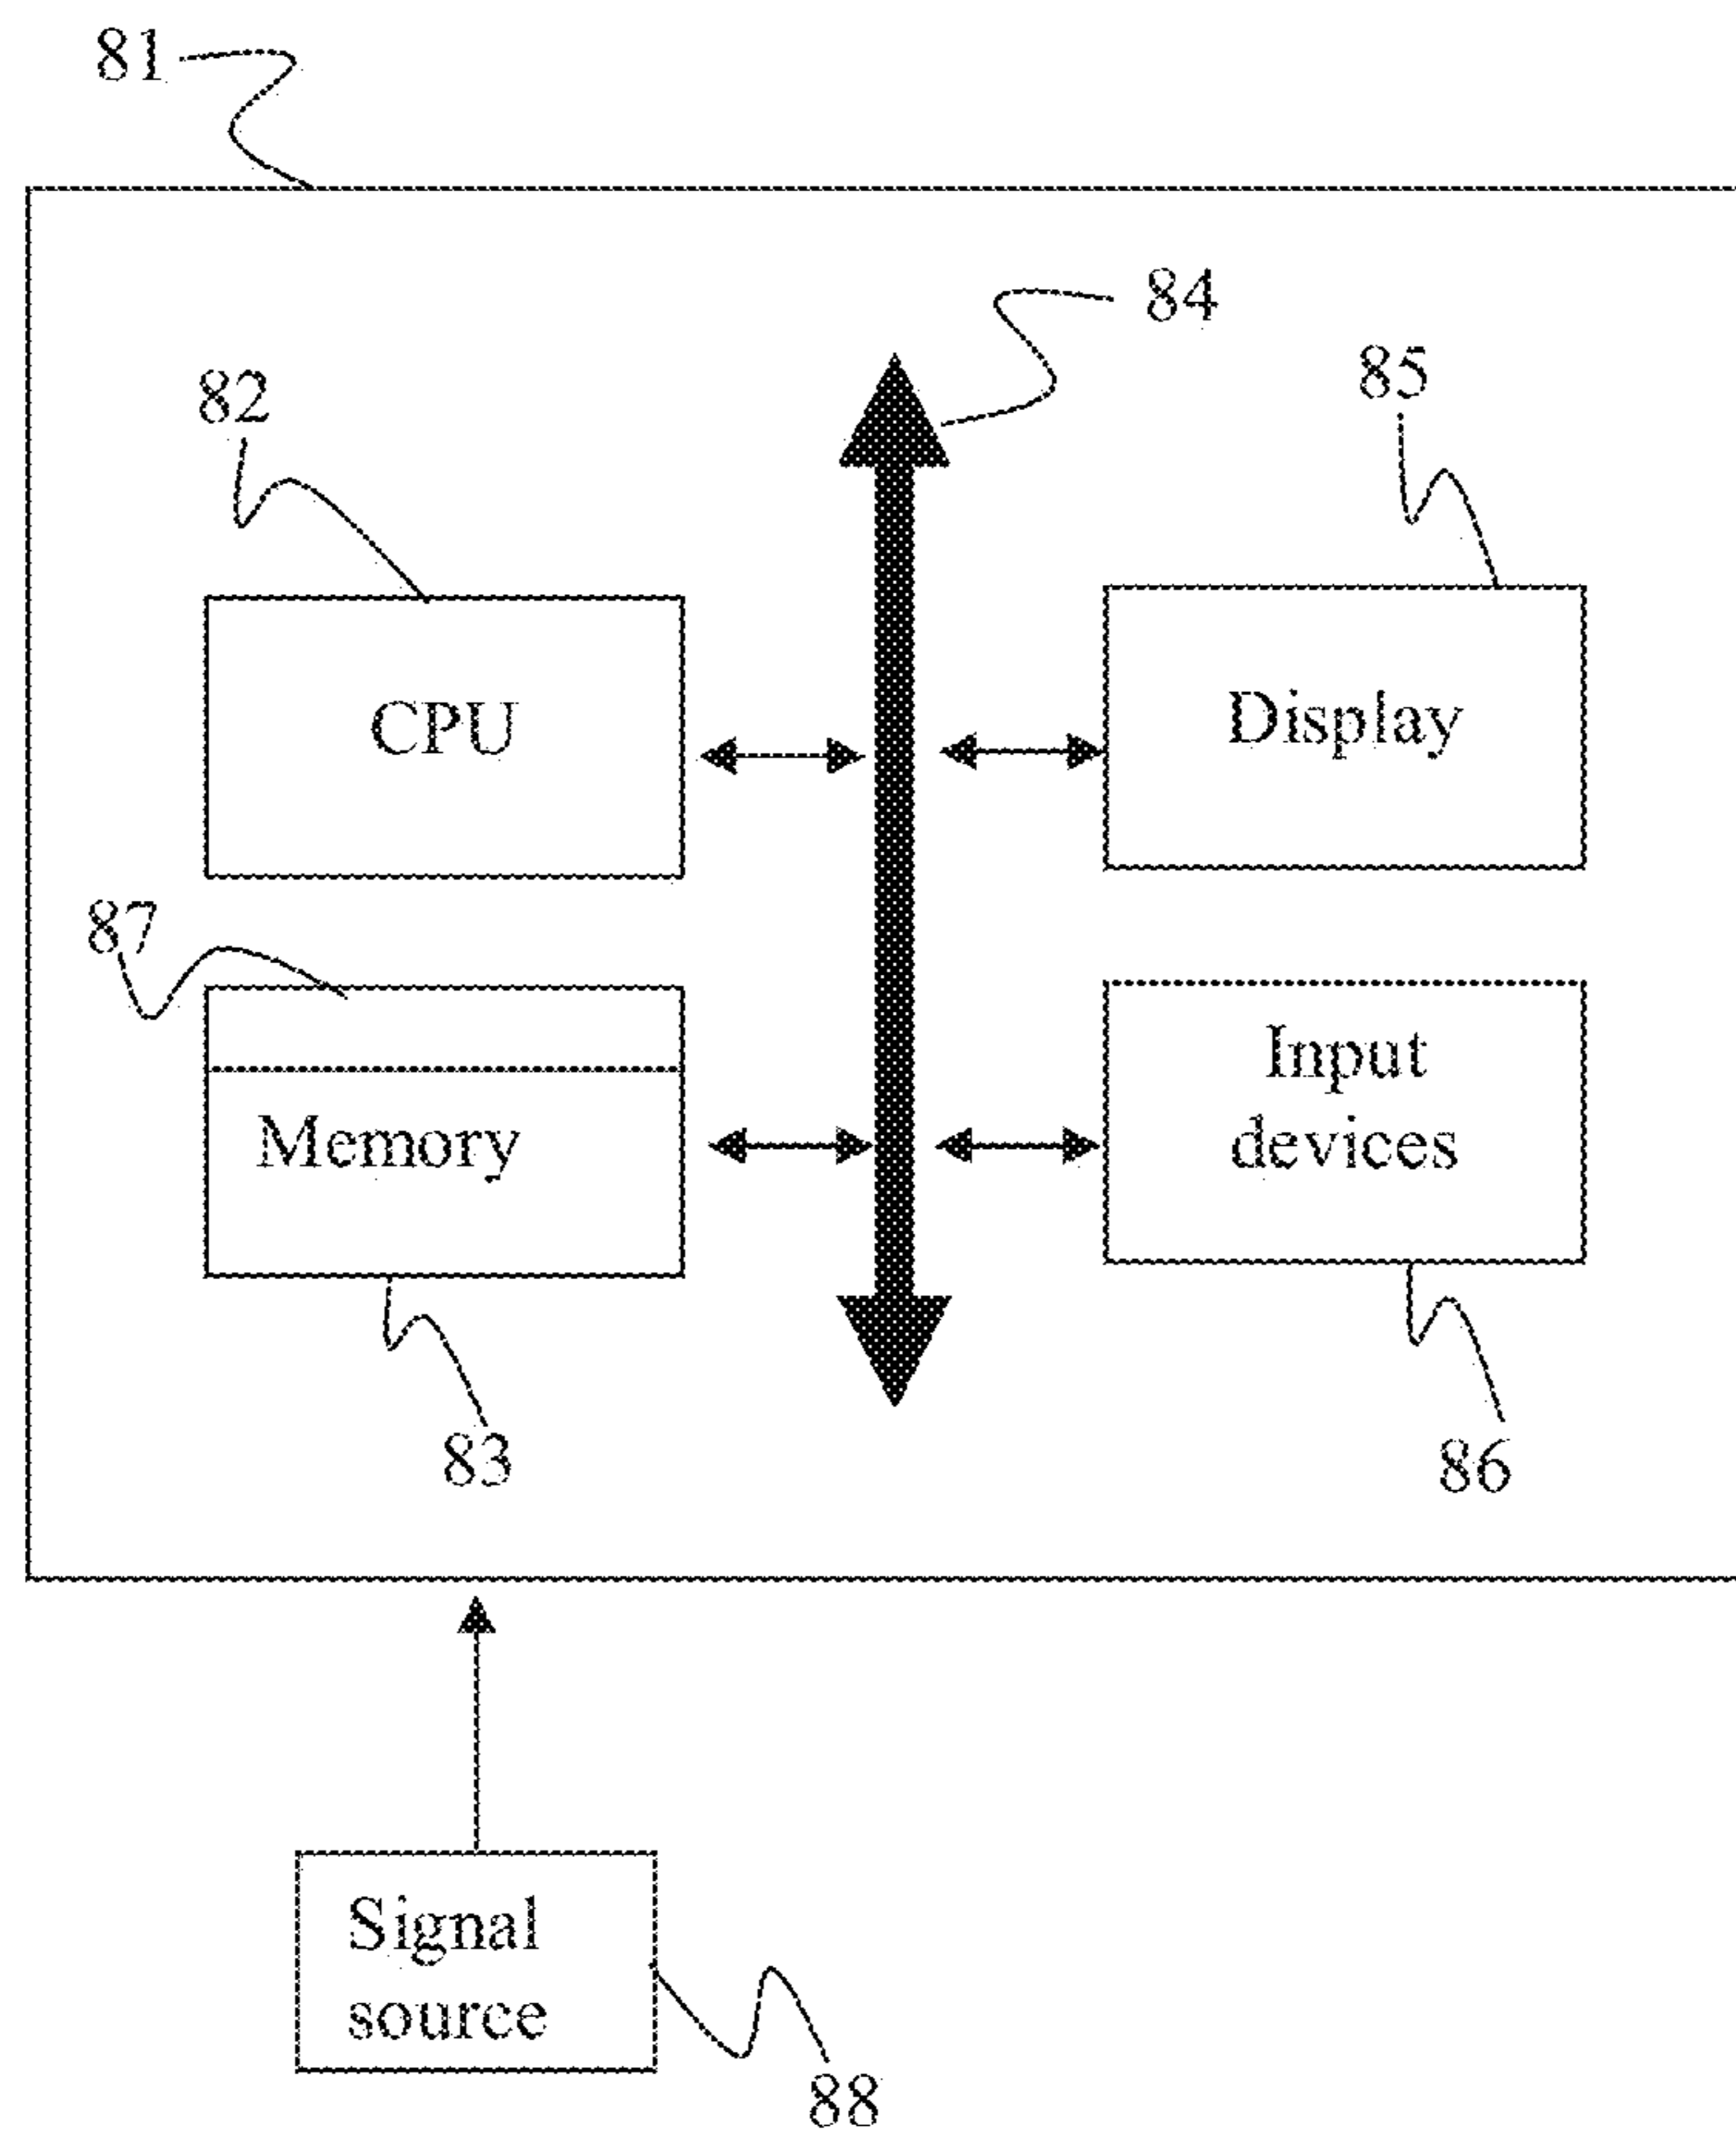 81
84
85
82
CPU
Display
87
Input
devices
Memory
83
86
Signal
source
88